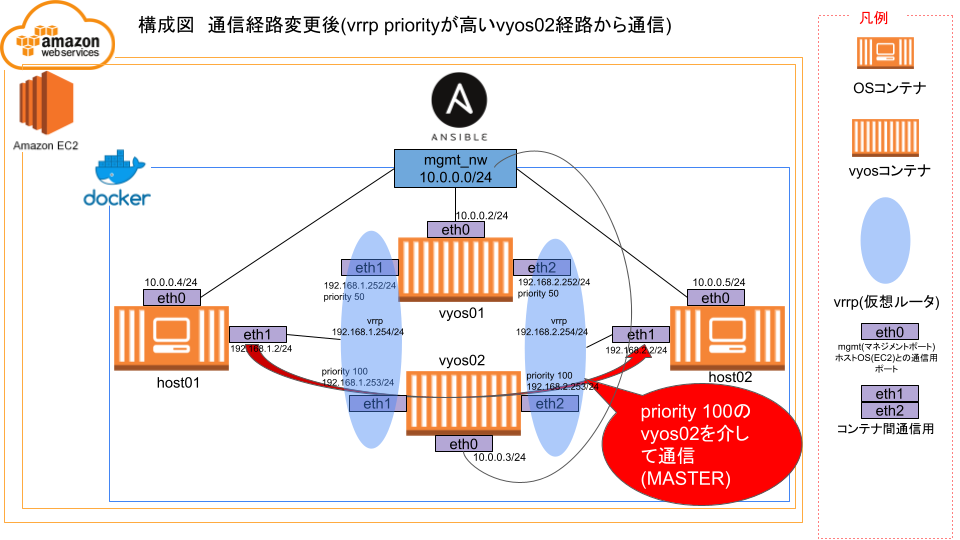 構成図 通信経路変更後(vrrp priorityが高いvyos02経路から通信)
amazon
webservices
Amazon EC2
docker
ANSIBLE
mgmt_nw
10.0.0.0/24
10.0.0.2/24
eth0
eth1
eth2
192.168.1.252/24
priority 50
192.168.2.252/24
priority 50
vyos01
10.0.0.4/24
eth0
eth1
192.168.1.2/24
host01
vrrp
192.168.1.254/24
vrrp
192.168.2.254/24
10.0.0.5/24
eth0
eth1
192.168.2.2/24
host02
vyos02
priority 100
192.168.1.253/24
priority 100
192.168.2.253/24
eth1
eth2
eth0
10.0.0.3/24
priority 100の
vyos02を介し
て通信
(MASTER)
凡例
OSコンテナ
vyosコンテナ
vrrp(仮想ルータ)
eth0
mgmt(マネジメントポート)
ホストOS(EC2)との通信用
ポート
eth1
eth2
コンテナ間通信用